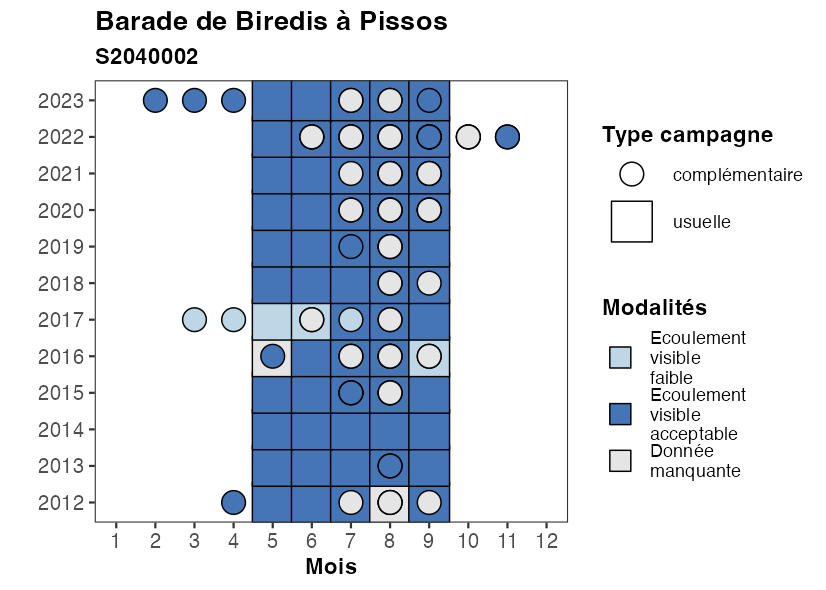 Barade de Biredis à Pissos
S2040002
2023
2022
2021
2020
2019
2018
2017
2016
2015
2014
2013
2012
1 2 3 4 5 6 7 8 9 10 11 12
Mois
Type campagne
complémentaire
usuelle
Modalités
Ecoulement
visible
faible
Ecoulement
visible
acceptable
Donnée
manquante